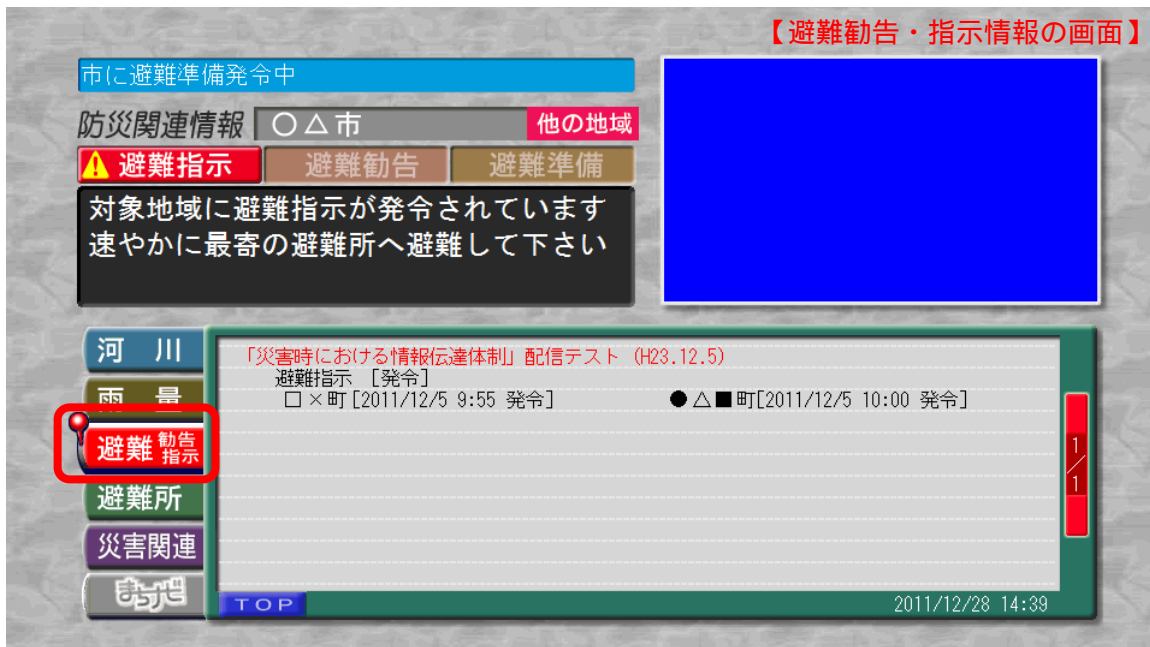 【避難勧告・指示情報の画面】
市に避難準備発令中
防災関連情報 〇△市 他の地域
避難指示 避難勧告 避難準備
対象地域に避難指示が発令されています
速やかに最寄の避難所へ避難して下さい
河 川
雨 量
避難 勧告 指示
避難所
災害関連
まちナビ
「災害時における情報伝達体制」配信テスト (H23.12.5)
避難指示 [発令]
□×町[2011/12/5 9:55 発令] ●△■町[2011/12/5 10:00 発令]
1/1
TOP 2011/12/28 14:39